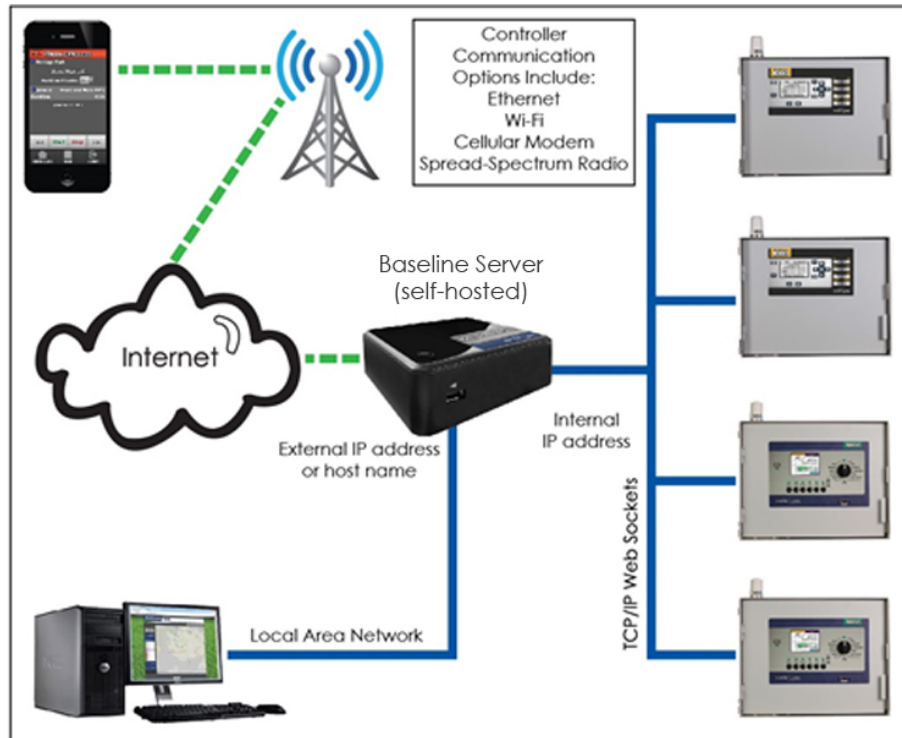 Controller
Communication
Options Include:
Ethernet
Wi-Fi
Cellular Modem
Spread-Spectrum Radio
Baseline Server
(self-hosted)
Internet
External IP address
or host name
Internal
IP address
TCP/IP Web Sockets
Local Area Network